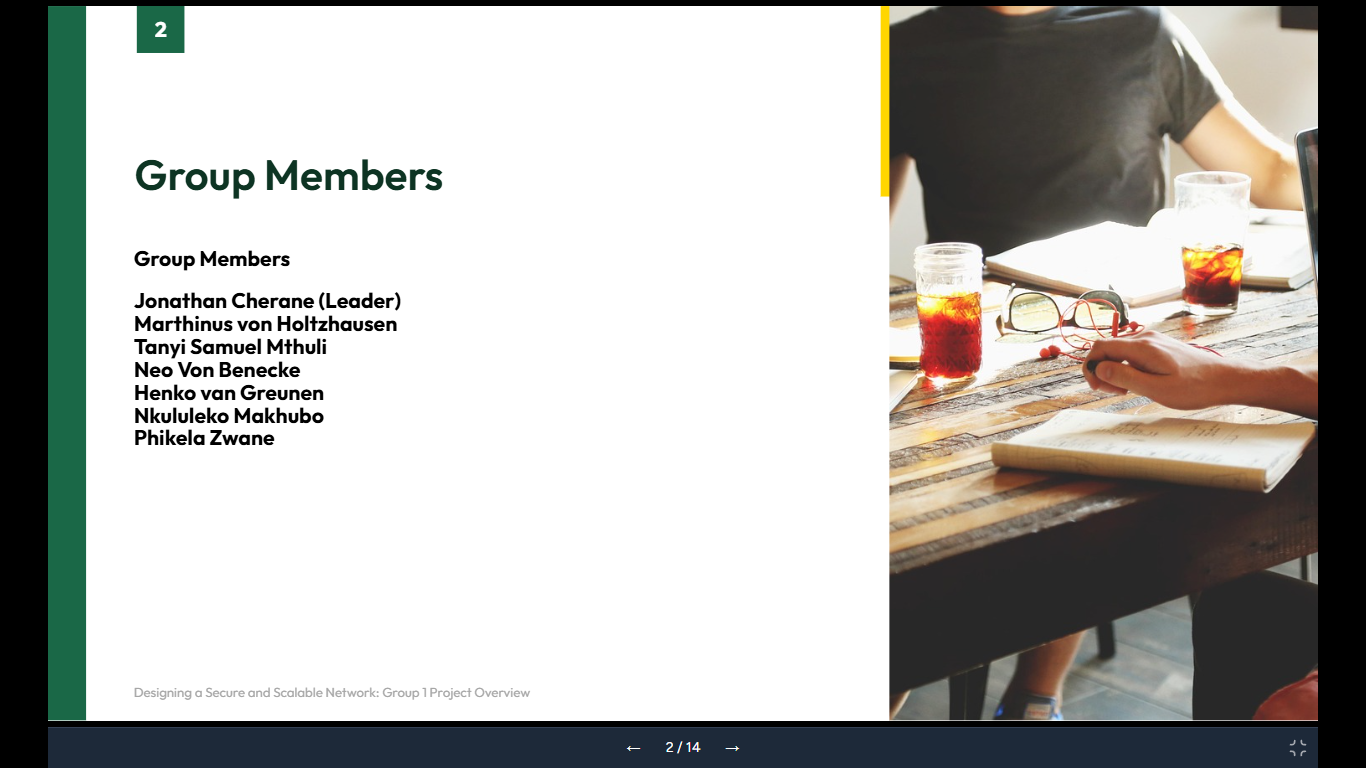 2
Group Members
Group Members
Jonathan Cherane (Leader)
Marthinus von Holtzhausen
Tanyi Samuel Mthuli
Neo Von Benecke
Henko van Greunen
Nkululeko Makhubo
Phikela Zwane
Designing a Secure and Scalable Network: Group 1 Project Overview
← 2 / 14 →